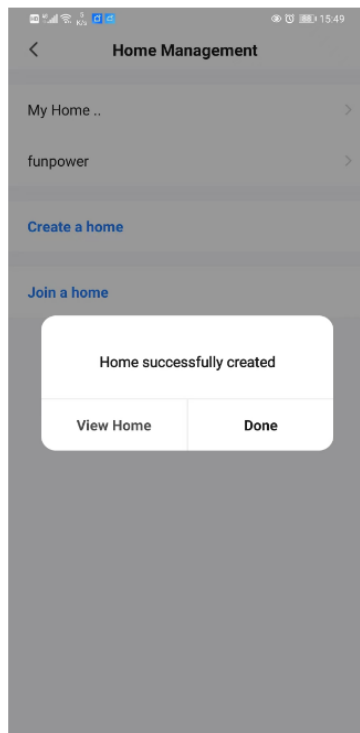 15:49
Home Management
My Home ..
funpower
Create a home
Join a home
Home successfully created
View Home
Done